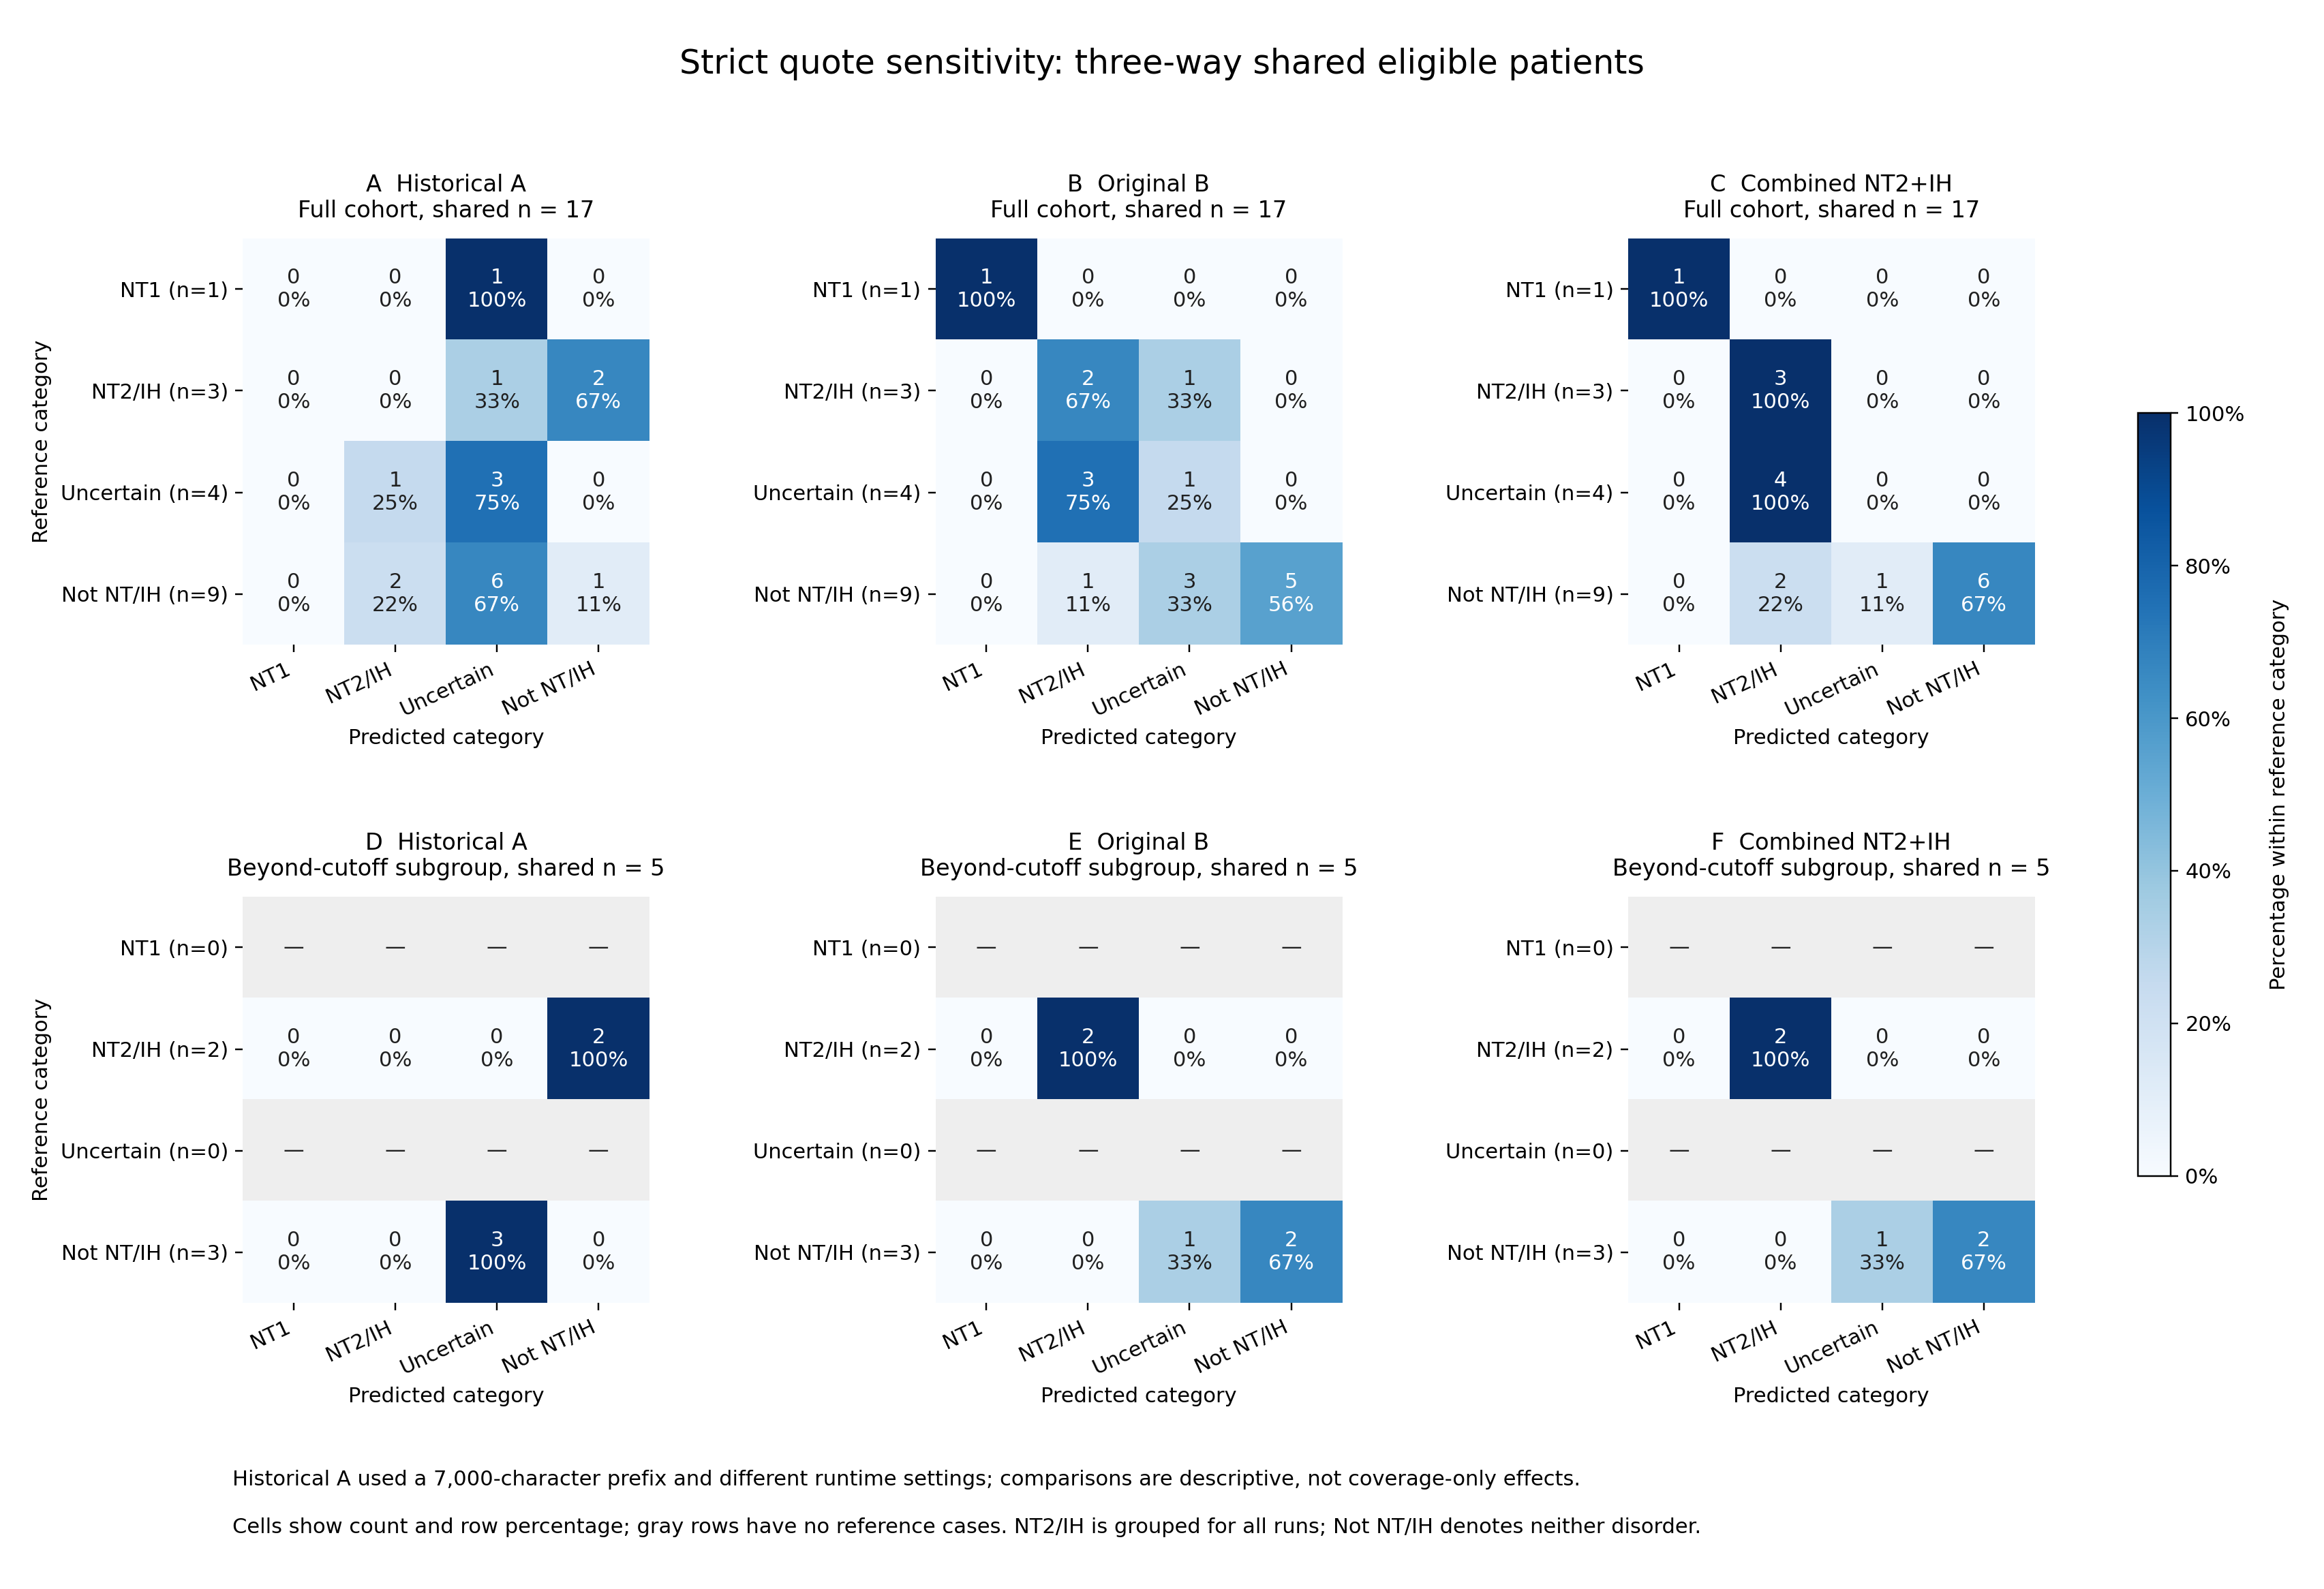 Strict quote sensitivity: three-way shared eligible patients
A  Historical A
Full cohort, shared n = 17
Reference category
NT1 (n=1)
0 0 1 0
0% 0% 100% 0%
NT2/IH (n=3)
0 0 1 2
0% 0% 33% 67%
Uncertain (n=4)
0 1 3 0
0% 25% 75% 0%
Not NT/IH (n=9)
0 2 6 1
0% 22% 67% 11%
NT1 NT2/IH Uncertain Not NT/IH
Predicted category
B  Original B
Full cohort, shared n = 17
NT1 (n=1)
1 0 0 0
100% 0% 0% 0%
NT2/IH (n=3)
0 2 1 0
0% 67% 33% 0%
Uncertain (n=4)
0 3 1 0
0% 75% 25% 0%
Not NT/IH (n=9)
0 1 3 5
0% 11% 33% 56%
NT1 NT2/IH Uncertain Not NT/IH
Predicted category
C  Combined NT2+IH
Full cohort, shared n = 17
NT1 (n=1)
1 0 0 0
100% 0% 0% 0%
NT2/IH (n=3)
0 3 0 0
0% 100% 0% 0%
Uncertain (n=4)
0 4 0 0
0% 100% 0% 0%
Not NT/IH (n=9)
0 2 1 6
0% 22% 11% 67%
NT1 NT2/IH Uncertain Not NT/IH
Predicted category
D  Historical A
Beyond-cutoff subgroup, shared n = 5
Reference category
NT1 (n=0)
— — — —
NT2/IH (n=2)
0 0 0 2
0% 0% 0% 100%
Uncertain (n=0)
— — — —
Not NT/IH (n=3)
0 0 3 0
0% 0% 100% 0%
NT1 NT2/IH Uncertain Not NT/IH
Predicted category
E  Original B
Beyond-cutoff subgroup, shared n = 5
NT1 (n=0)
— — — —
NT2/IH (n=2)
0 2 0 0
0% 100% 0% 0%
Uncertain (n=0)
— — — —
Not NT/IH (n=3)
0 0 1 2
0% 0% 33% 67%
NT1 NT2/IH Uncertain Not NT/IH
Predicted category
F  Combined NT2+IH
Beyond-cutoff subgroup, shared n = 5
NT1 (n=0)
— — — —
NT2/IH (n=2)
0 2 0 0
0% 100% 0% 0%
Uncertain (n=0)
— — — —
Not NT/IH (n=3)
0 0 1 2
0% 0% 33% 67%
NT1 NT2/IH Uncertain Not NT/IH
Predicted category
100%
80%
60%
40%
20%
0%
Percentage within reference category
Historical A used a 7,000-character prefix and different runtime settings; comparisons are descriptive, not coverage-only effects.
Cells show count and row percentage; gray rows have no reference cases. NT2/IH is grouped for all runs; Not NT/IH denotes neither disorder.